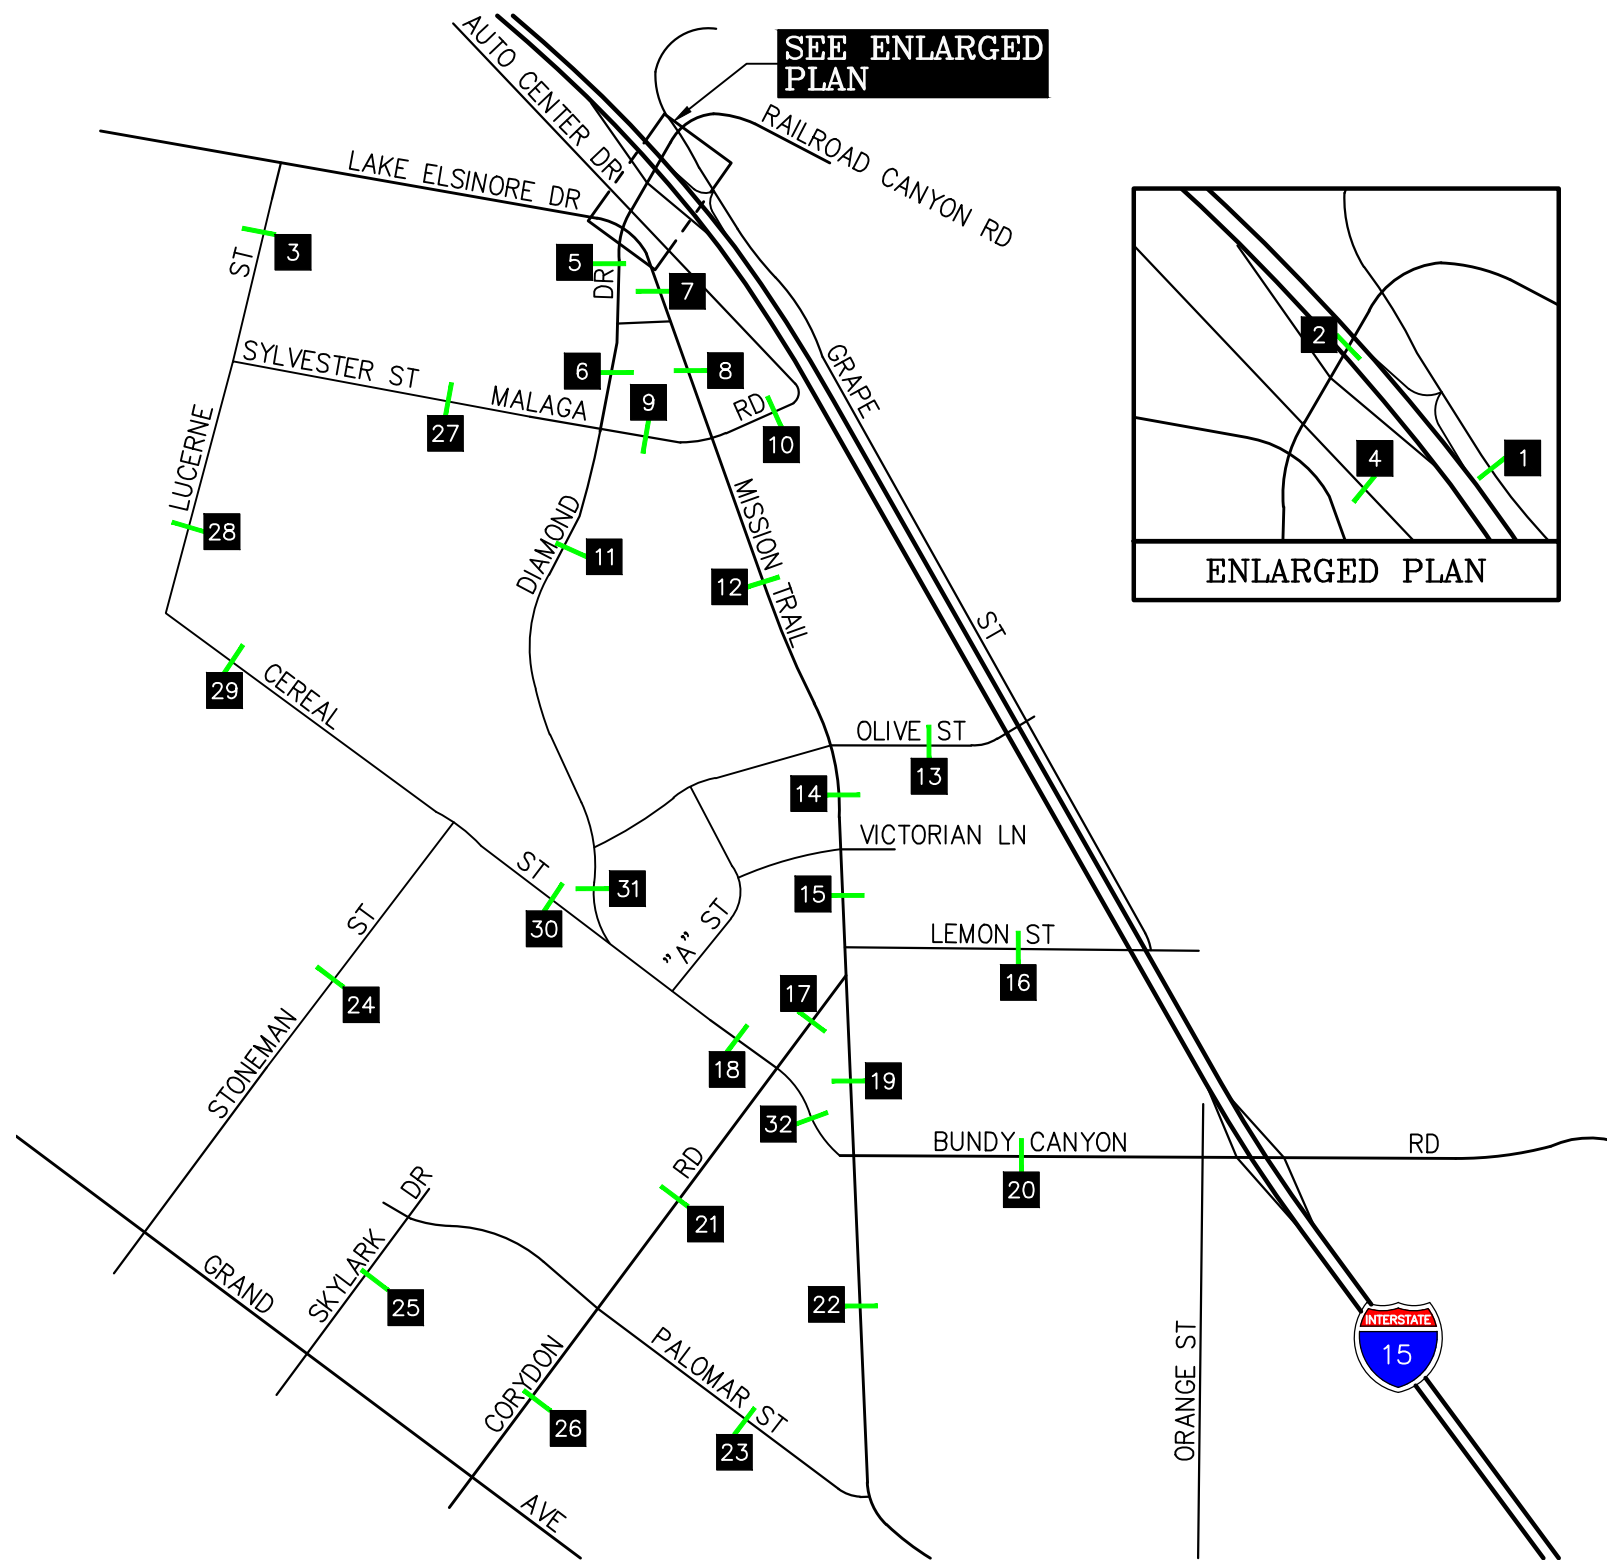 AUTO CENTER DR
SEE ENLARGED
PLAN
RAILROAD CANYON RD
LAKE ELSINORE DR
3
ST
5
DR
7
2
4
1
ENLARGED PLAN
SYLVESTER ST
27
MALAGA
6
8
9
RD
10
GRAPE
ST
LUCERNE
28
DIAMOND
11
MISSION TRAIL
12
29
CEREAL
ST
OLIVE ST
13
14
VICTORIAN LN
15
31
30
"A" ST
LEMON ST
16
17
18
19
32
ST
24
STONEMAN
BUNDY CANYON
RD
20
RD
21
DR
SKYLARK
25
22
GRAND
AVE
CORYDON
26
PALOMAR ST
23
ORANGE ST
INTERSTATE
15